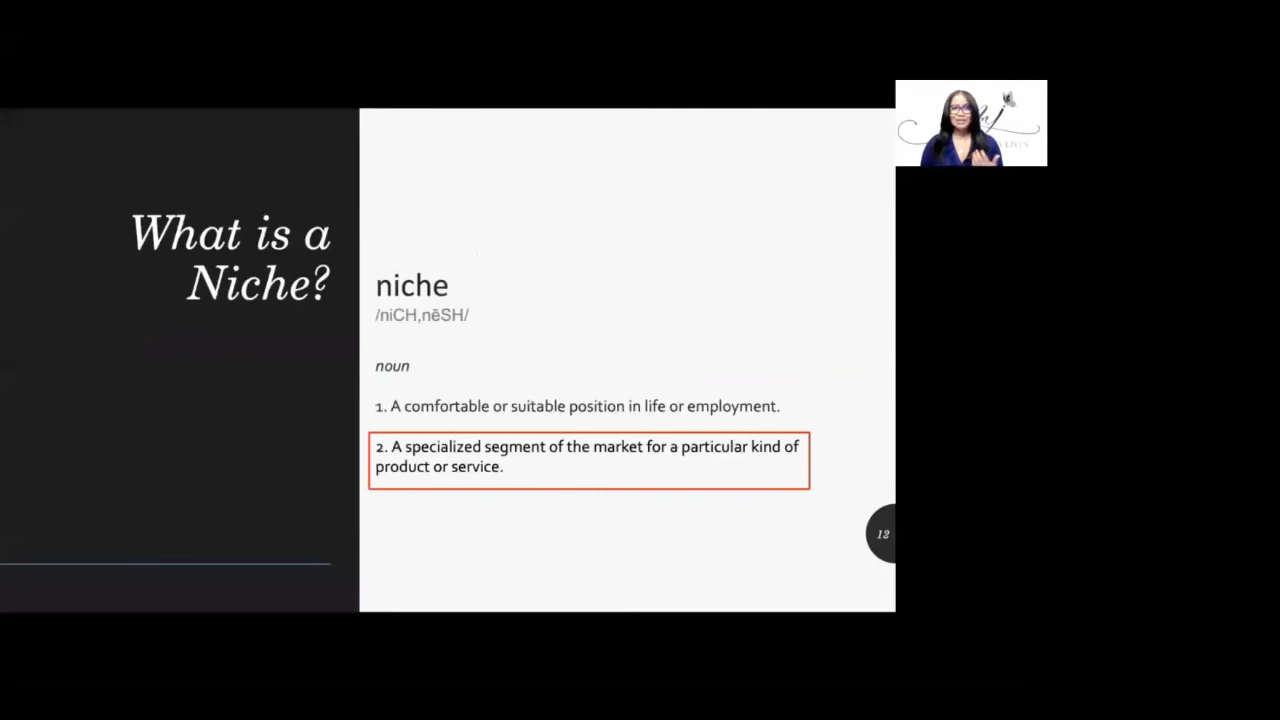 What is a
Niche?
niche
/niCH,nēSH/
noun
1. A comfortable or suitable position in life or employment.
2. A specialized segment of the market for a particular kind of
product or service.
12